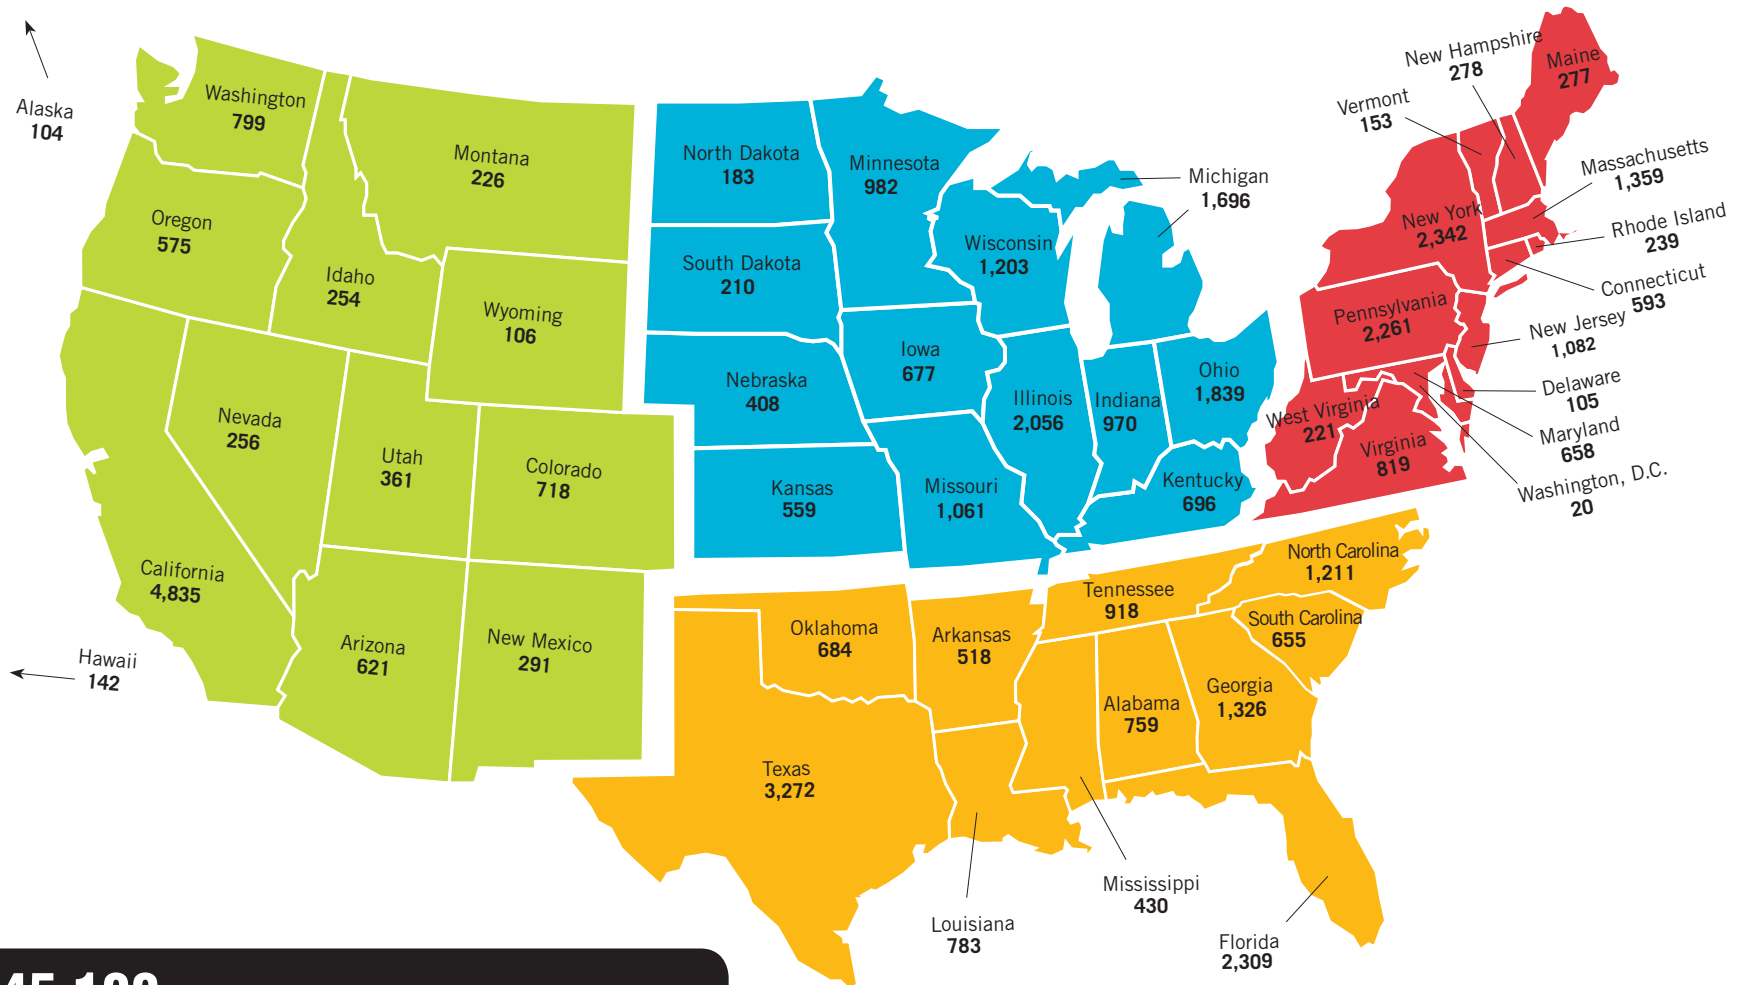 Alaska
104
Washington
799
Oregon
575
Idaho
254
Montana
226
Wyoming
106
Nevada
256
Utah
361
Colorado
718
California
4,835
Arizona
621
New Mexico
291
Hawaii
142
North Dakota
183
South Dakota
210
Nebraska
408
Kansas
559
Minnesota
982
Iowa
677
Missouri
1,061
Wisconsin
1,203
Illinois
2,056
Michigan
1,696
Indiana
970
Ohio
1,839
Kentucky
696
Maine
277
New Hampshire
278
Vermont
153
Massachusetts
1,359
Rhode Island
239
Connecticut
593
New York
2,342
Pennsylvania
2,261
New Jersey
1,082
Delaware
105
Maryland
658
Washington, D.C.
20
West Virginia
221
Virginia
819
North Carolina
1,211
South Carolina
655
Tennessee
918
Georgia
1,326
Alabama
759
Mississippi
430
Florida
2,309
Louisiana
783
Arkansas
518
Oklahoma
684
Texas
3,272